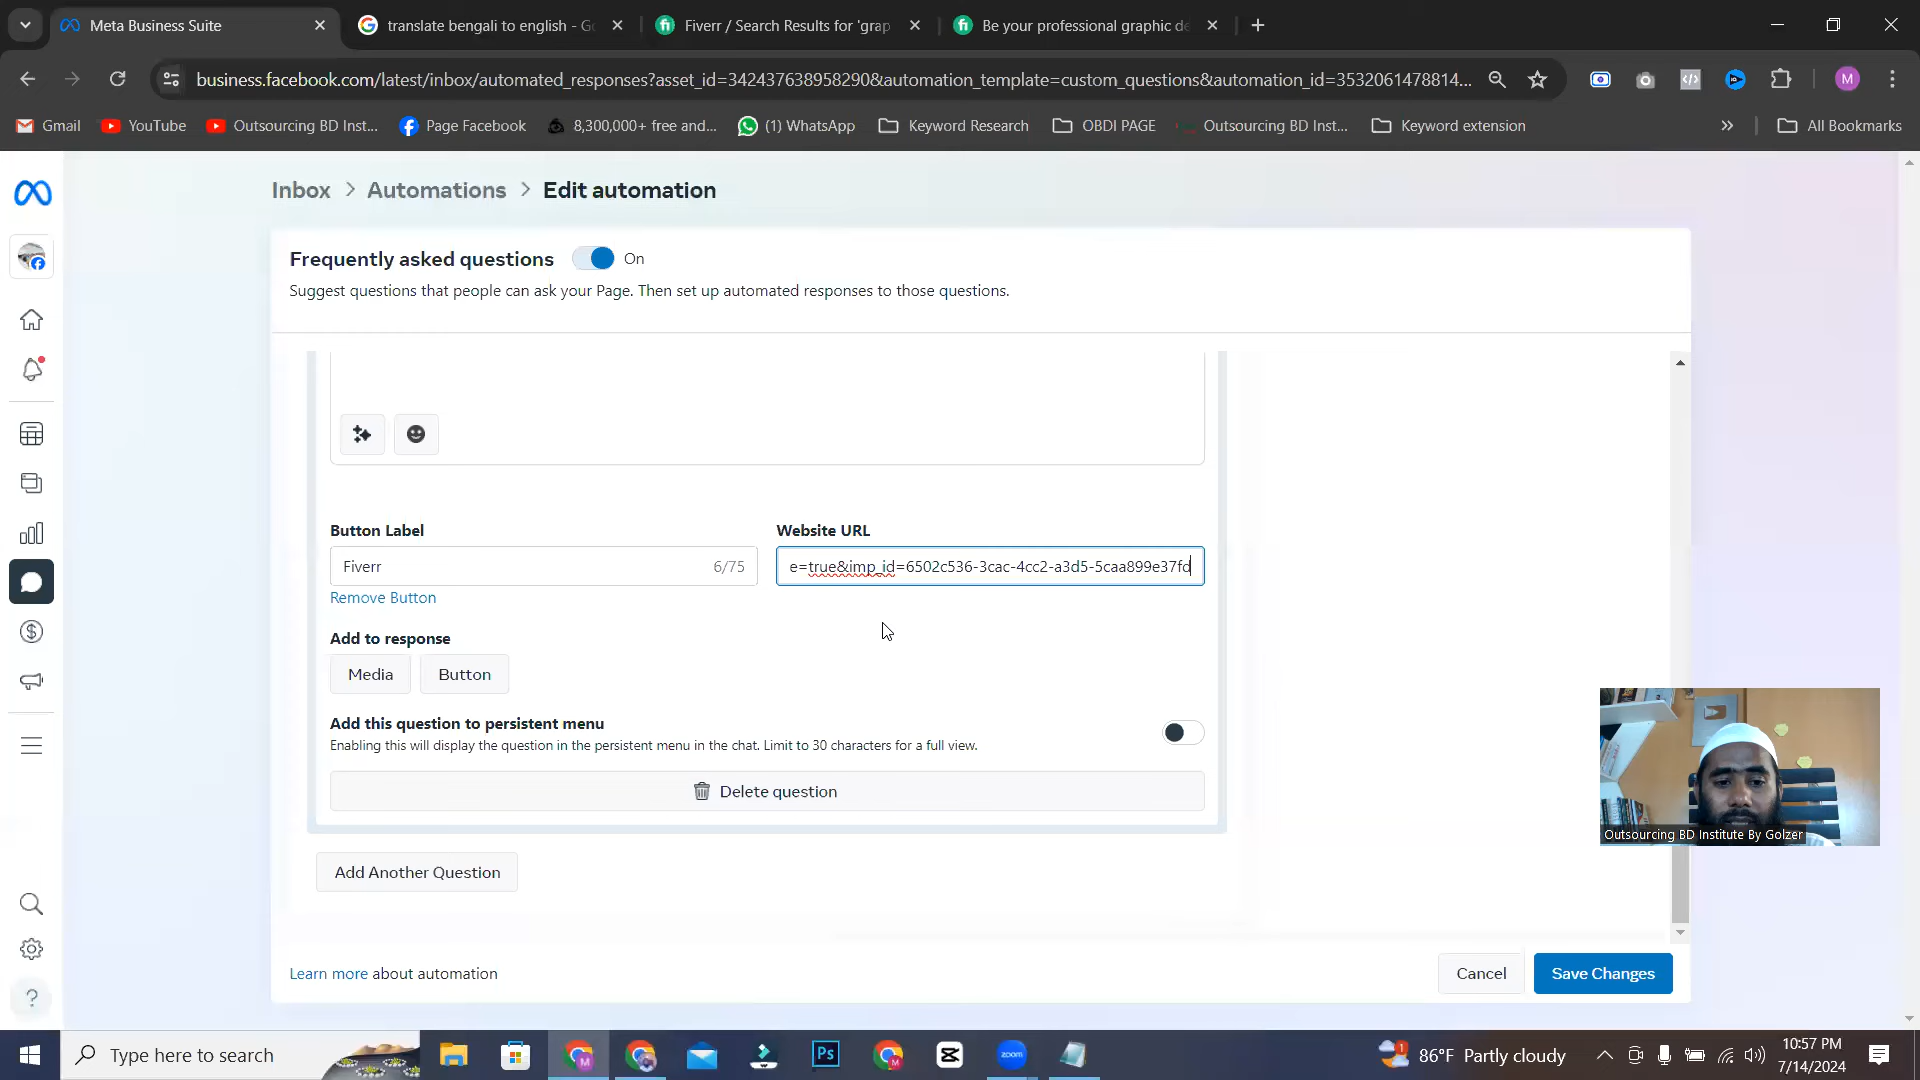 Meta Business Suite
translate bengali to english - Go
Fiverr / Search Results for 'grap
Be your professional graphic de
business.facebook.com/latest/inbox/automated_responses?asset_id=342437638958290&automation_template=custom_questions&automation_id=3532061478814...
M
Gmail
YouTube
Outsourcing BD Inst...
Page Facebook
8,300,000+ free and...
(1) WhatsApp
Keyword Research
OBDI PAGE
Outsourcing BD Inst...
Keyword extension
All Bookmarks
Inbox > Automations > Edit automation
Frequently asked questions
On
Suggest questions that people can ask your Page. Then set up automated responses to those questions.
Button Label
Website URL
Fiverr
6/75
e=true&imp_id=6502c536-3cac-4cc2-a3d5-5caa899e37fd
Remove Button
Add to response
Media
Button
Add this question to persistent menu
Enabling this will display the question in the persistent menu in the chat. Limit to 30 characters for a full view.
Delete question
Add Another Question
Outsourcing BD Institute By Golzer
Learn more about automation
Cancel
Save Changes
Type here to search
Ps
zoom
1
86°F Partly cloudy
10:57 PM
7/14/2024